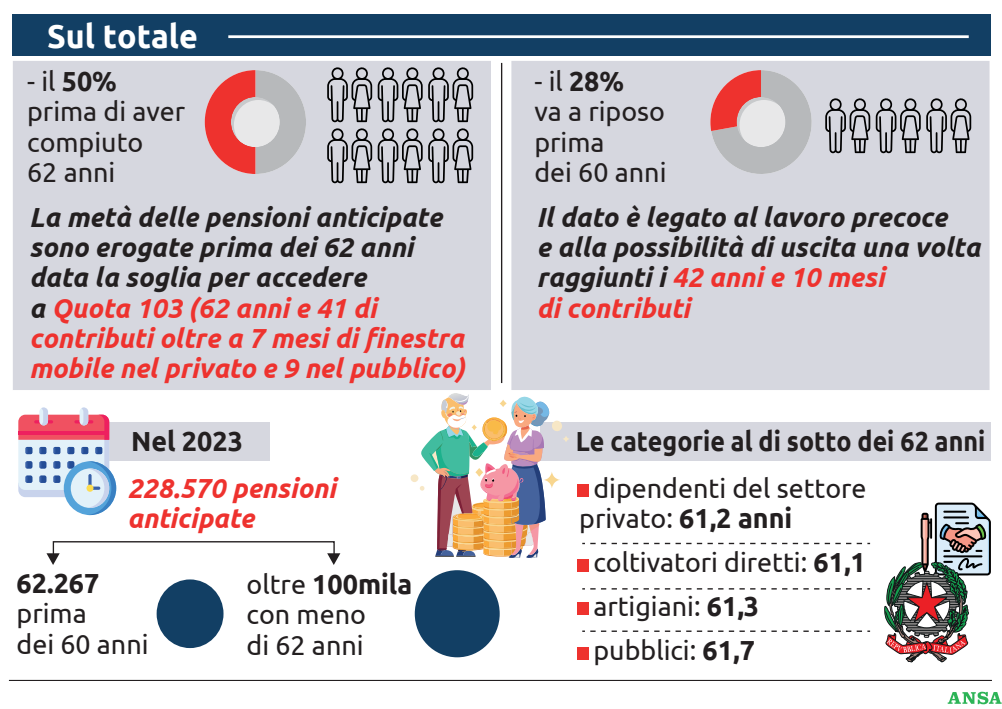 Sul totale
- il 50%
prima di aver
compiuto
62 anni
La metà delle pensioni anticipate
sono erogate prima dei 62 anni
data la soglia per accedere
a Quota 103 (62 anni e 41 di
contributi oltre a 7 mesi di finestra
mobile nel privato e 9 nel pubblico)
- il 28%
va a riposo
prima
dei 60 anni
Il dato è legato al lavoro precoce
e alla possibilità di uscita una volta
raggiunti i 42 anni e 10 mesi
di contributi
Nel 2023
228.570 pensioni
anticipate
62.267
prima
dei 60 anni
oltre 100mila
con meno
di 62 anni
Le categorie al di sotto dei 62 anni
dipendenti del settore
privato: 61,2 anni
coltivatori diretti: 61,1
artigiani: 61,3
pubblici: 61,7
REPVBBLICA ITALIANA
ANSA